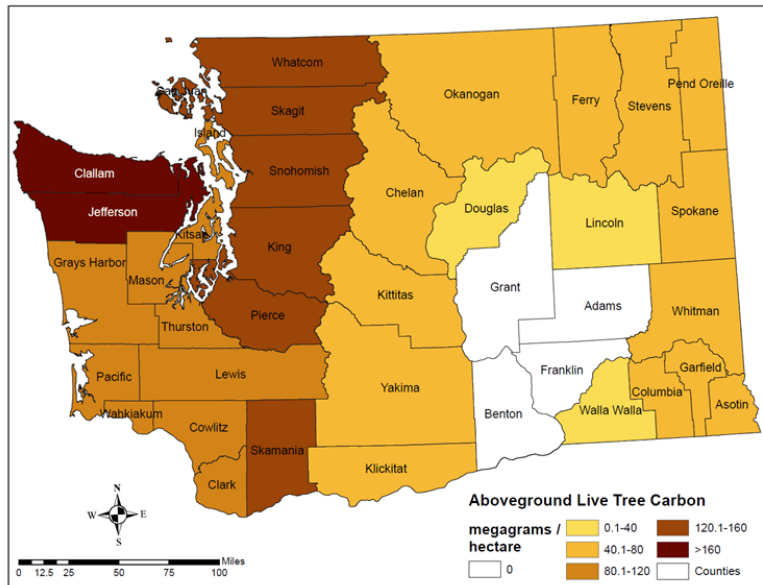 Whatcom
San Juan
Skagit
Okanogan
Ferry
Stevens
Pend Oreille
Island
Snohomish
Clallam
Chelan
Douglas
Lincoln
Spokane
Jefferson
Kitsap
King
Grays Harbor
Mason
Grant
Kittitas
Adams
Pierce
Thurston
Whitman
Pacific
Lewis
Yakima
Franklin
Garfield
Columbia
Asotin
Wahkiakum
Cowlitz
Benton
Walla Walla
Skamania
Klickitat
Clark
N
W E
S
Aboveground Live Tree Carbon
megagrams /
hectare
0
0.1-40
40.1-80
80.1-120
120.1-160
>160
Counties
Miles
0 12.5 25 50 75 100